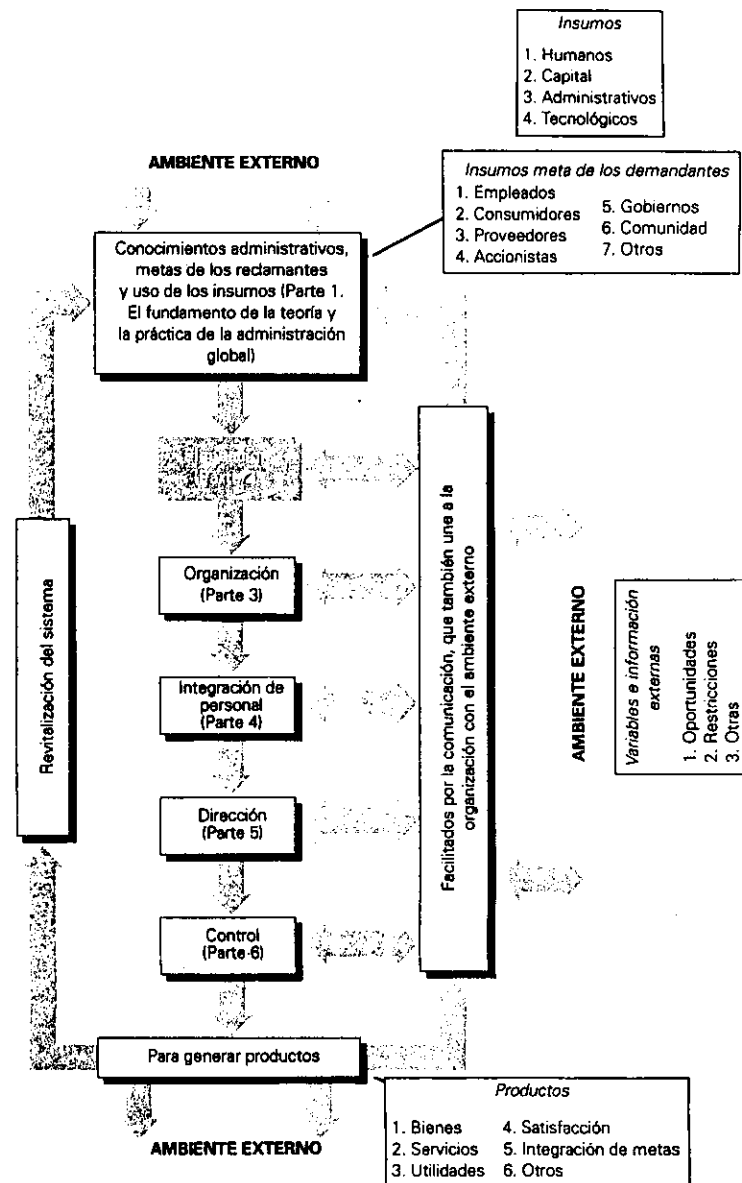 Insumos
1. Humanos
2. Capital
3. Administrativos
4. Tecnológicos
AMBIENTE EXTERNO
Insumos meta de los demandantes
1. Empleados
2. Consumidores
3. Proveedores
4. Accionistas
5. Gobiernos
6. Comunidad
7. Otros
Conocimientos administrativos,
metas de los reclamantes
y uso de los insumos (Parte 1.
El fundamento de la teoría y
la práctica de la administración
global)
Organización
(Parte 3)
Integración de
personal
(Parte 4)
Dirección
(Parte 5)
Control
(Parte 6)
Revitalización del sistema
Facilitados por la comunicación, que también une a la
organización con el ambiente externo
AMBIENTE EXTERNO
Variables e información
externas
1. Oportunidades
2. Restricciones
3. Otras
Para generar productos
AMBIENTE EXTERNO
Productos
1. Bienes
2. Servicios
3. Utilidades
4. Satisfacción
5. Integración de metas
6. Otros